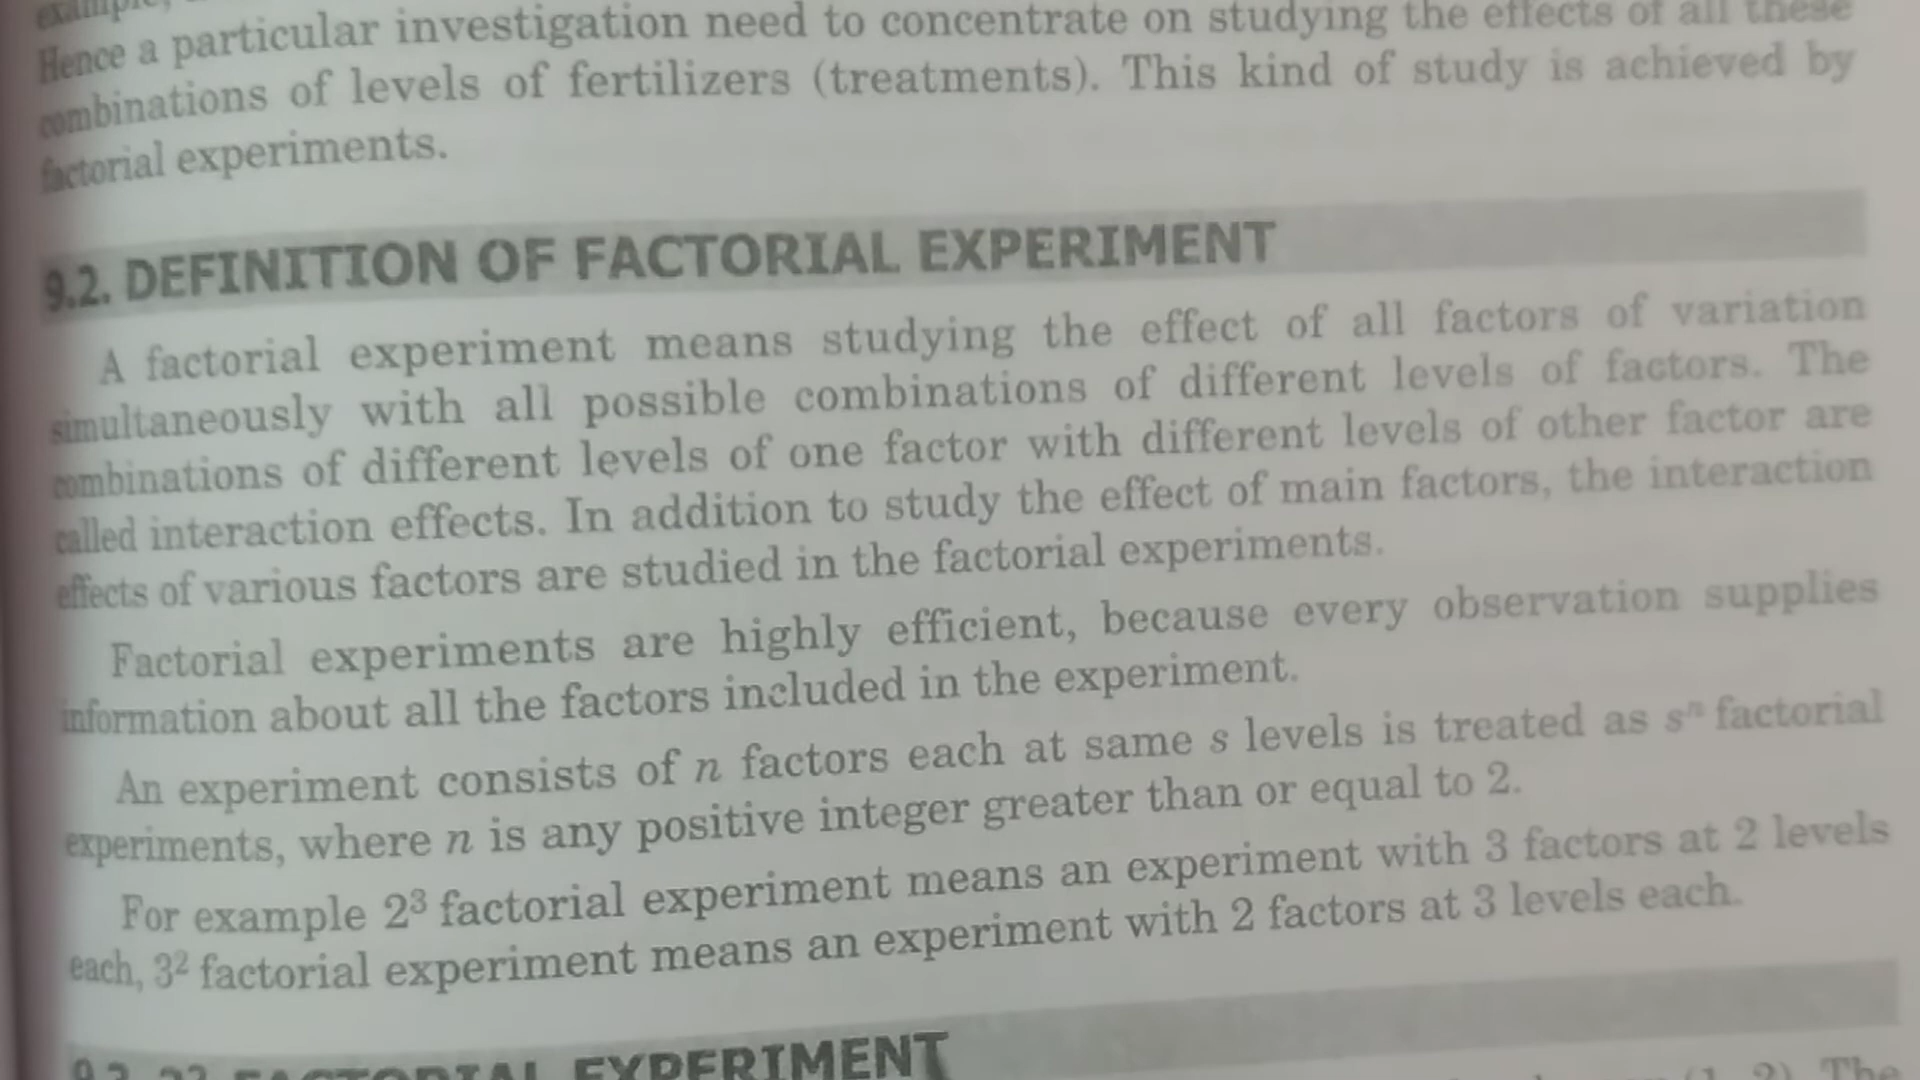 example,
Hence a particular investigation need to concentrate on studying the effects of all these
combinations of levels of fertilizers (treatments). This kind of study is achieved by
factorial experiments.
9.2. DEFINITION OF FACTORIAL EXPERIMENT
A factorial experiment means studying the effect of all factors of variation
simultaneously with all possible combinations of different levels of factors. The
combinations of different levels of one factor with different levels of other factor are
called interaction effects. In addition to study the effect of main factors, the interaction
effects of various factors are studied in the factorial experiments.
Factorial experiments are highly efficient, because every observation supplies
information about all the factors included in the experiment.
An experiment consists of n factors each at same s levels is treated as sⁿ factorial
experiments, where n is any positive integer greater than or equal to 2.
For example 2³ factorial experiment means an experiment with 3 factors at 2 levels
each, 3² factorial experiment means an experiment with 2 factors at 3 levels each.
FACTORIAL EXPERIMENT
The